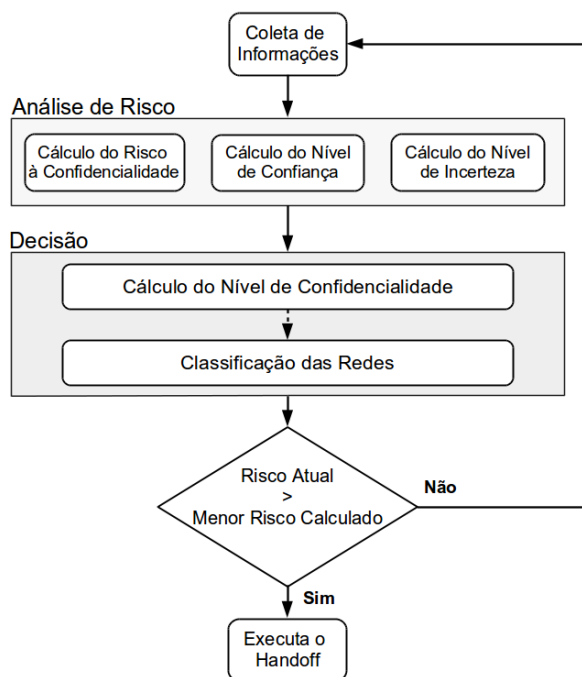 Coleta de
Informações
Análise de Risco
Cálculo do Risco
à Confidencialidade
Cálculo do Nível
de Confiança
Cálculo do Nível
de Incerteza
Decisão
Cálculo do Nível de Confidencialidade
Classificação das Redes
Risco Atual
>
Menor Risco Calculado
Não
Sim
Executa o
Handoff